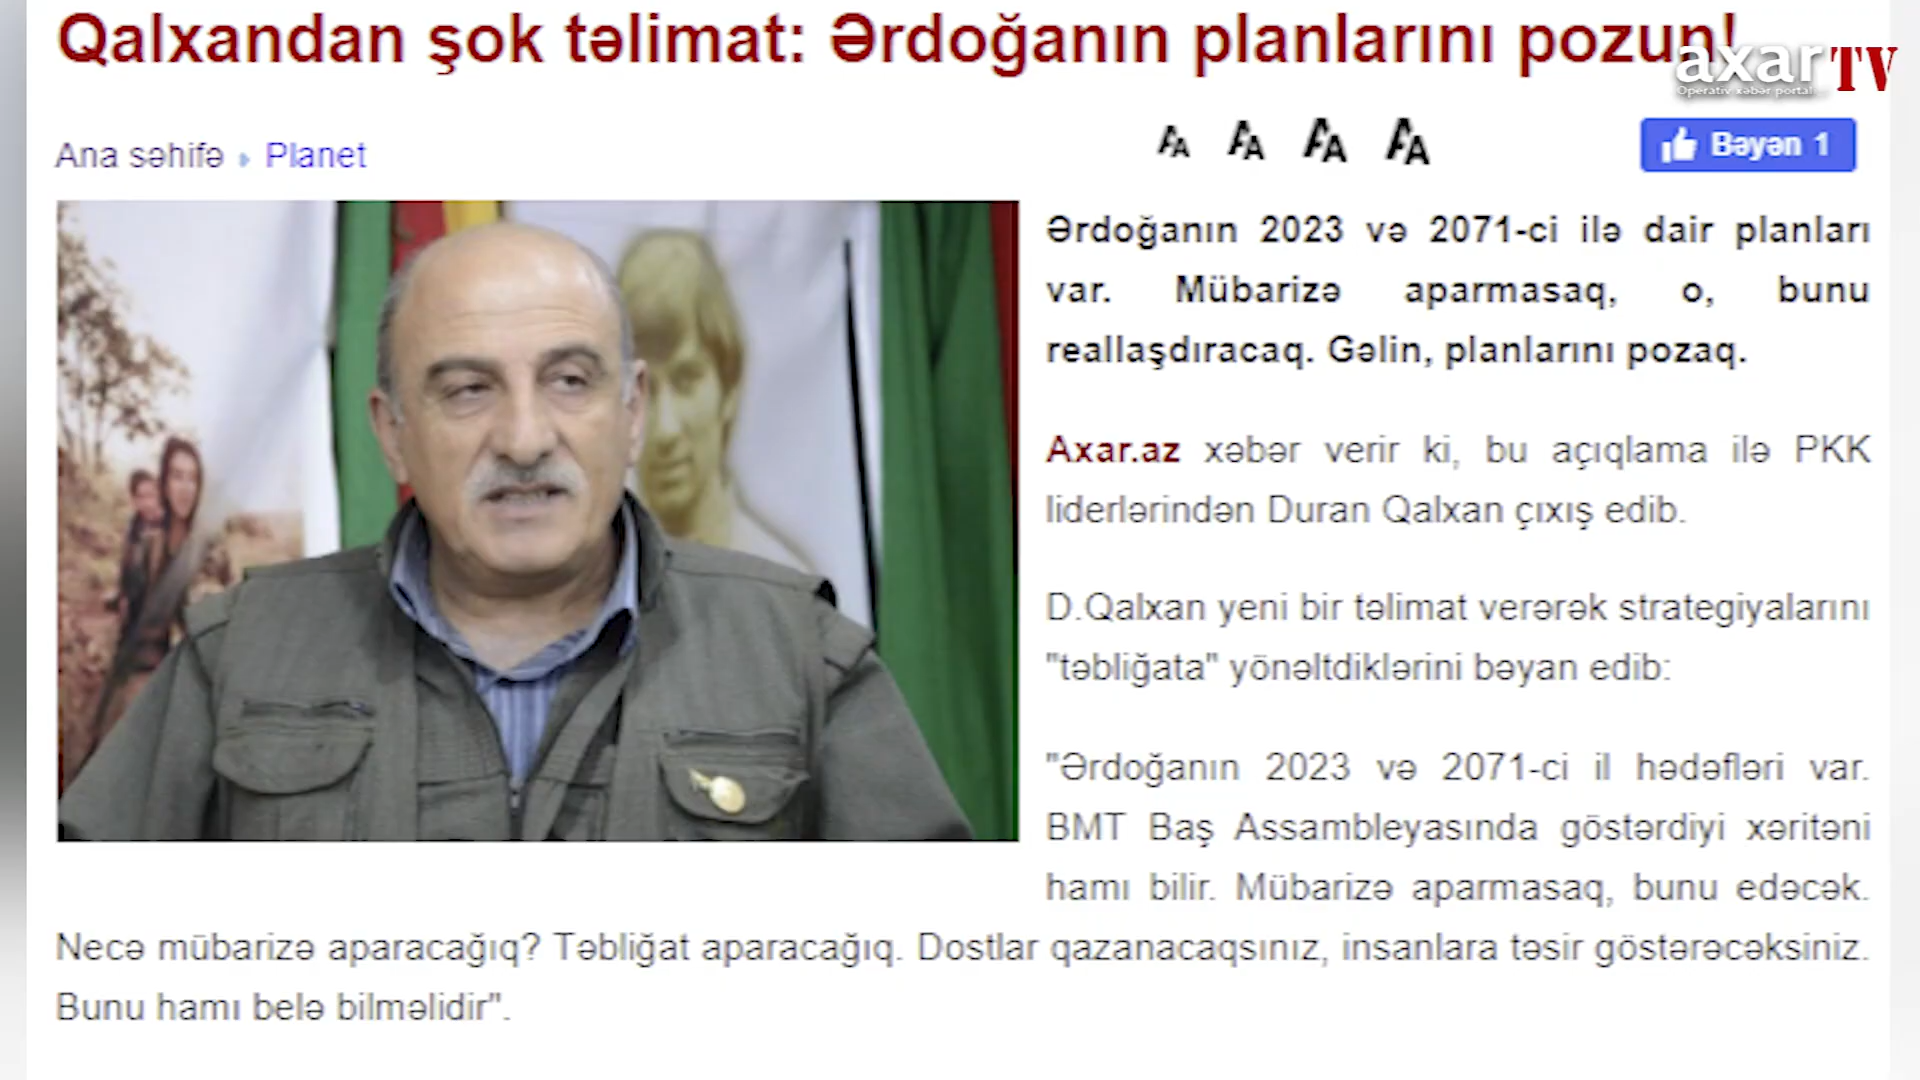 Qalxandan şok təlimat: Ərdoğanın planlarını pozun!
axar TV
Operativ xəbər portalı
Ana səhifə Planet
AA AA AA AA
Bəyən 1
Ərdoğanın 2023 və 2071-ci ilə dair planları
var. Mübarizə aparmasaq, o, bunu
reallaşdıracaq. Gəlin, planlarını pozaq.
Axar.az xəbər verir ki, bu açıqlama ilə PKK
liderlərindən Duran Qalxan çıxış edib.
D.Qalxan yeni bir təlimat verərək strategiyalarını
"təbliğata" yönəltdiklərini bəyan edib:
"Ərdoğanın 2023 və 2071-ci il hədəfləri var.
BMT Baş Assambleyasında göstərdiyi xəritəni
hamı bilir. Mübarizə aparmasaq, bunu edəcək.
Necə mübarizə aparacağıq? Təbliğat aparacağıq. Dostlar qazanacaqsınız, insanlara təsir göstərəcəksiniz.
Bunu hamı belə bilməlidir".